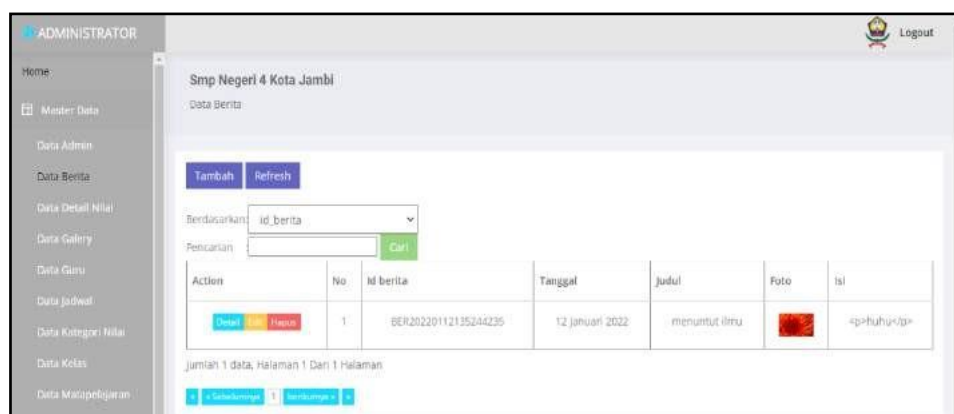 ADMINISTRATOR
Logout
Home
Master Data
Data Admin
Data Berita
Data Detail Nilai
Data Galery
Data Guru
Data Jadwal
Data Kategori Nilai
Data Kelas
Data Matapelajaran
Smp Negeri 4 Kota Jambi
Data Berita
Tambah Refresh
Berdasarkan: id_berita
Pencarian :
Cari
Action No Id berita Tanggal Judul Foto Isi
Detail Edit Hapus 1 BER20220112135244235 12 Januari 2022 menuntut ilmu <p>huhu</p>
Jumlah 1 data, Halaman 1 Dari 1 Halaman
« « Sebelumnya 1 Berikutnya » »